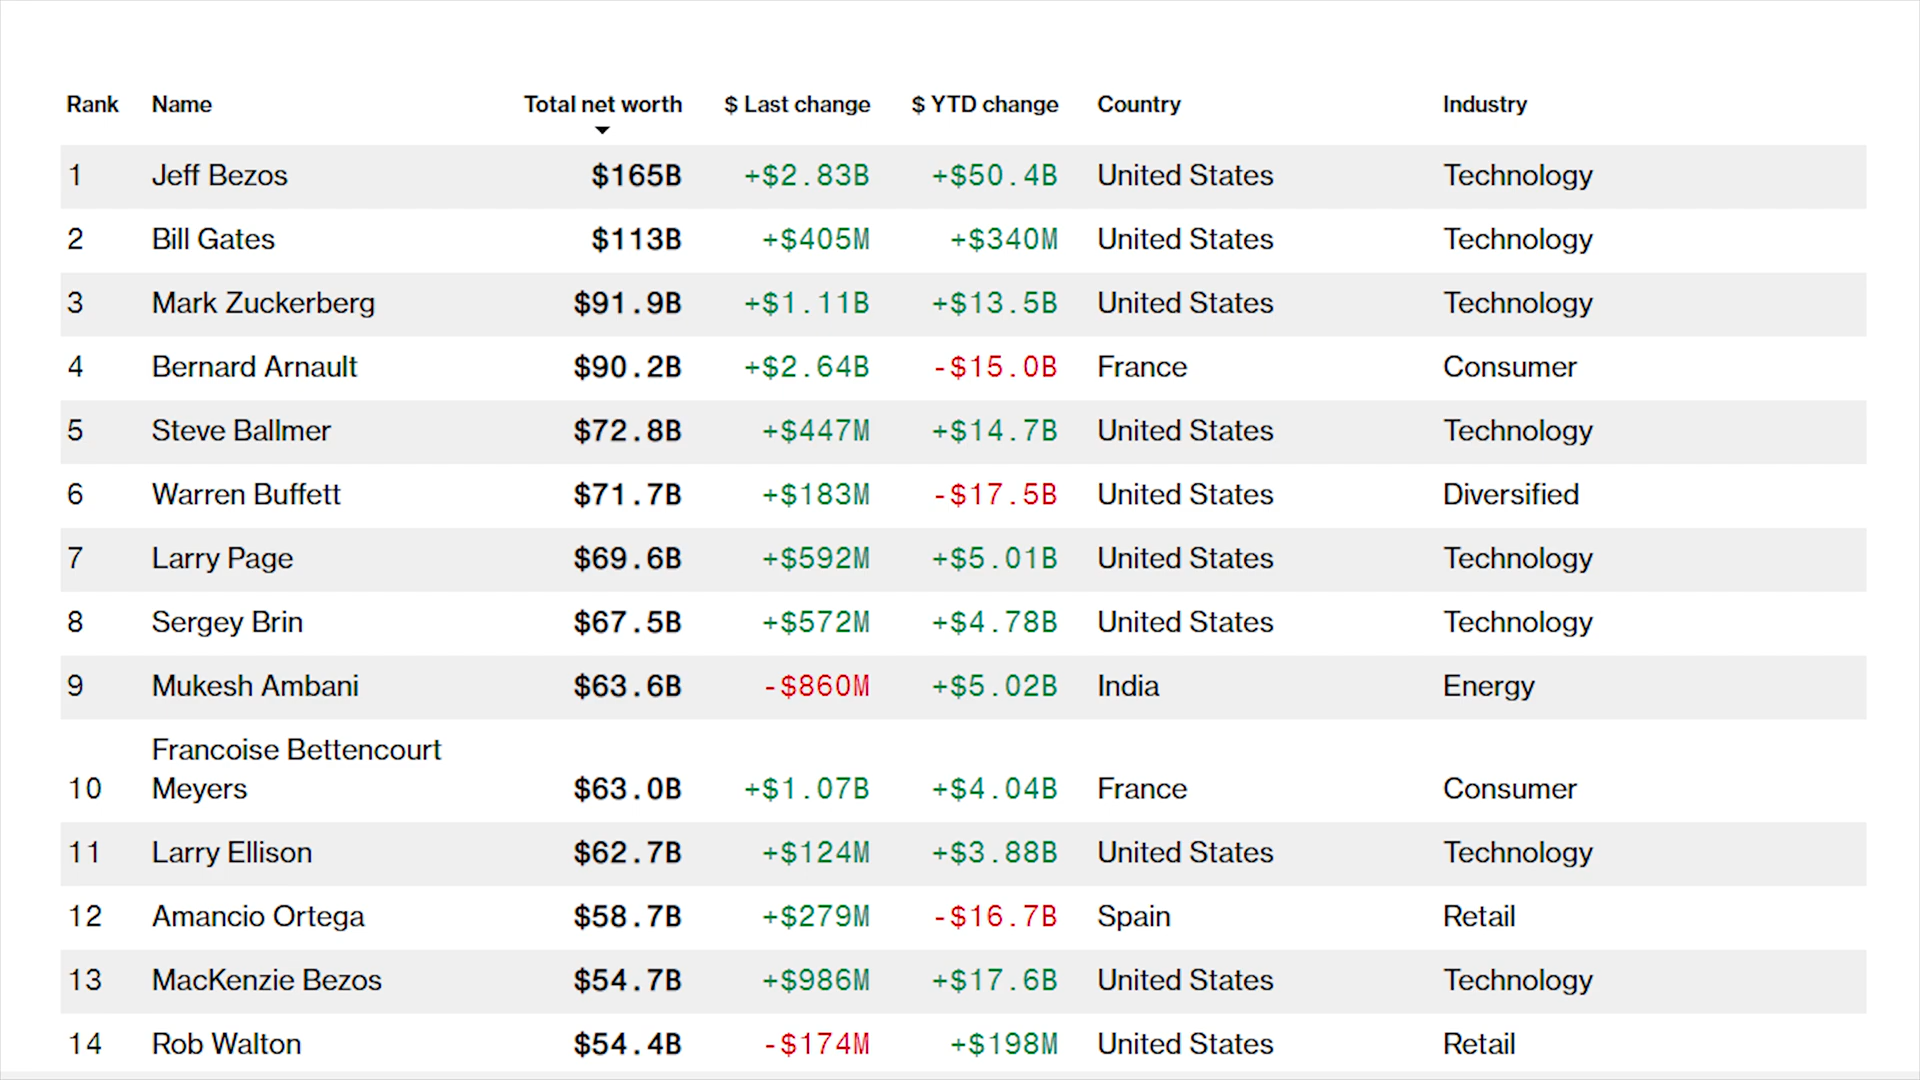 Rank Name Total net worth $ Last change $ YTD change Country Industry
1 Jeff Bezos $165B +$2.83B +$50.4B United States Technology
2 Bill Gates $113B +$405M +$340M United States Technology
3 Mark Zuckerberg $91.9B +$1.11B +$13.5B United States Technology
4 Bernard Arnault $90.2B +$2.64B -$15.0B France Consumer
5 Steve Ballmer $72.8B +$447M +$14.7B United States Technology
6 Warren Buffett $71.7B +$183M -$17.5B United States Diversified
7 Larry Page $69.6B +$592M +$5.01B United States Technology
8 Sergey Brin $67.5B +$572M +$4.78B United States Technology
9 Mukesh Ambani $63.6B -$860M +$5.02B India Energy
Francoise Bettencourt
10 Meyers $63.0B +$1.07B +$4.04B France Consumer
11 Larry Ellison $62.7B +$124M +$3.88B United States Technology
12 Amancio Ortega $58.7B +$279M -$16.7B Spain Retail
13 MacKenzie Bezos $54.7B +$986M +$17.6B United States Technology
14 Rob Walton $54.4B -$174M +$198M United States Retail